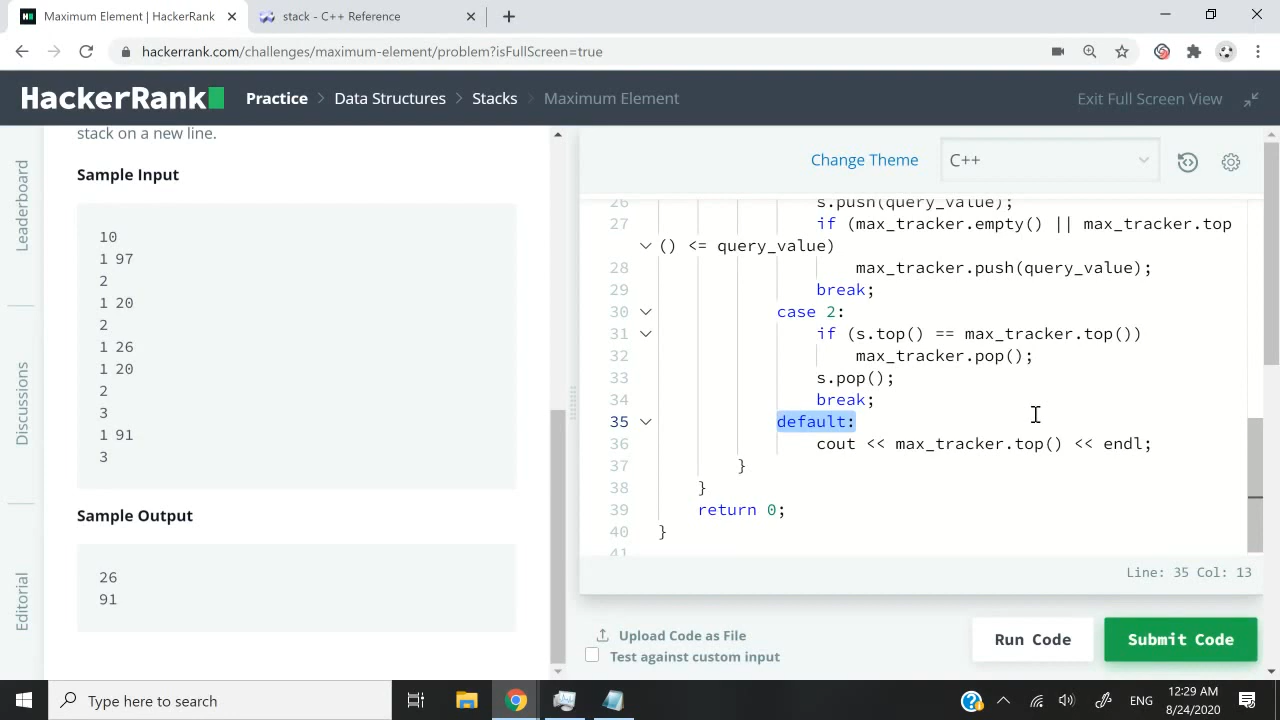 Maximum Element | HackerRank
stack - C++ Reference
hackerrank.com/challenges/maximum-element/problem?isFullScreen=true
HackerRank
Practice > Data Structures > Stacks > Maximum Element
Exit Full Screen View
Leaderboard
Discussions
Editorial
stack on a new line.
Sample Input
10
1 97
2
1 20
2
1 26
1 20
2
3
1 91
3
Sample Output
26
91
Change Theme
C++
26 s.push(query_value);
27 if (max_tracker.empty() || max_tracker.top
() <= query_value)
28 max_tracker.push(query_value);
29 break;
30 case 2:
31 if (s.top() == max_tracker.top())
32 max_tracker.pop();
33 s.pop();
34 break;
35 default:
36 cout << max_tracker.top() << endl;
37 }
38 }
39 return 0;
40 }
41
Line: 35 Col: 13
Upload Code as File
Test against custom input
Run Code
Submit Code
Type here to search
ENG
12:29 AM
8/24/2020